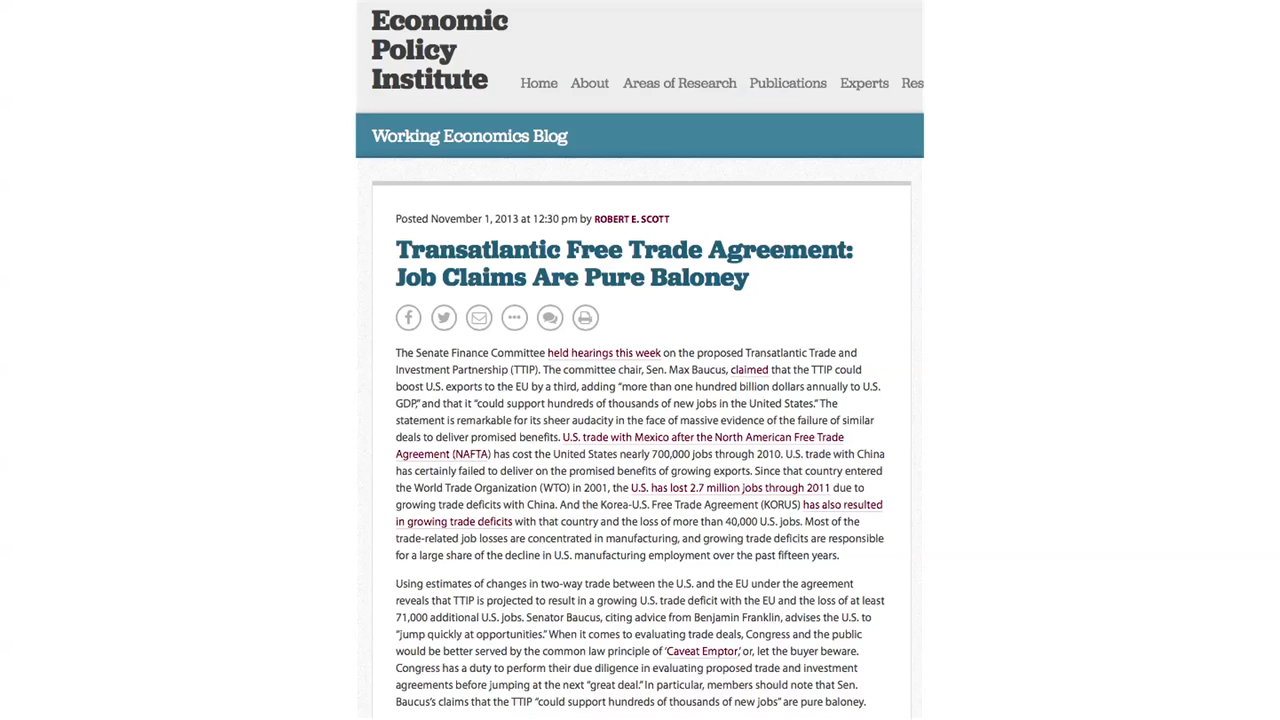 Economic
Policy
Institute
Home About Areas of Research Publications Experts Res
Working Economics Blog
Posted November 1, 2013 at 12:30 pm by ROBERT E. SCOTT
Transatlantic Free Trade Agreement:
Job Claims Are Pure Baloney
The Senate Finance Committee held hearings this week on the proposed Transatlantic Trade and
Investment Partnership (TTIP). The committee chair, Sen. Max Baucus, claimed that the TTIP could
boost U.S. exports to the EU by a third, adding “more than one hundred billion dollars annually to U.S.
GDP,” and that it “could support hundreds of thousands of new jobs in the United States.” The
statement is remarkable for its sheer audacity in the face of massive evidence of the failure of similar
deals to deliver promised benefits. U.S. trade with Mexico after the North American Free Trade
Agreement (NAFTA) has cost the United States nearly 700,000 jobs through 2010. U.S. trade with China
has certainly failed to deliver on the promised benefits of growing exports. Since that country entered
the World Trade Organization (WTO) in 2001, the U.S. has lost 2.7 million jobs through 2011 due to
growing trade deficits with China. And the Korea-U.S. Free Trade Agreement (KORUS) has also resulted
in growing trade deficits with that country and the loss of more than 40,000 U.S. jobs. Most of the
trade-related job losses are concentrated in manufacturing, and growing trade deficits are responsible
for a large share of the decline in U.S. manufacturing employment over the past fifteen years.
Using estimates of changes in two-way trade between the U.S. and the EU under the agreement
reveals that TTIP is projected to result in a growing U.S. trade deficit with the EU and the loss of at least
71,000 additional U.S. jobs. Senator Baucus, citing advice from Benjamin Franklin, advises the U.S. to
“jump quickly at opportunities.” When it comes to evaluating trade deals, Congress and the public
would be better served by the common law principle of ‘Caveat Emptor,’ or, let the buyer beware.
Congress has a duty to perform their due diligence in evaluating proposed trade and investment
agreements before jumping at the next “great deal.” In particular, members should note that Sen.
Baucus’s claims that the TTIP “could support hundreds of thousands of new jobs” are pure baloney.